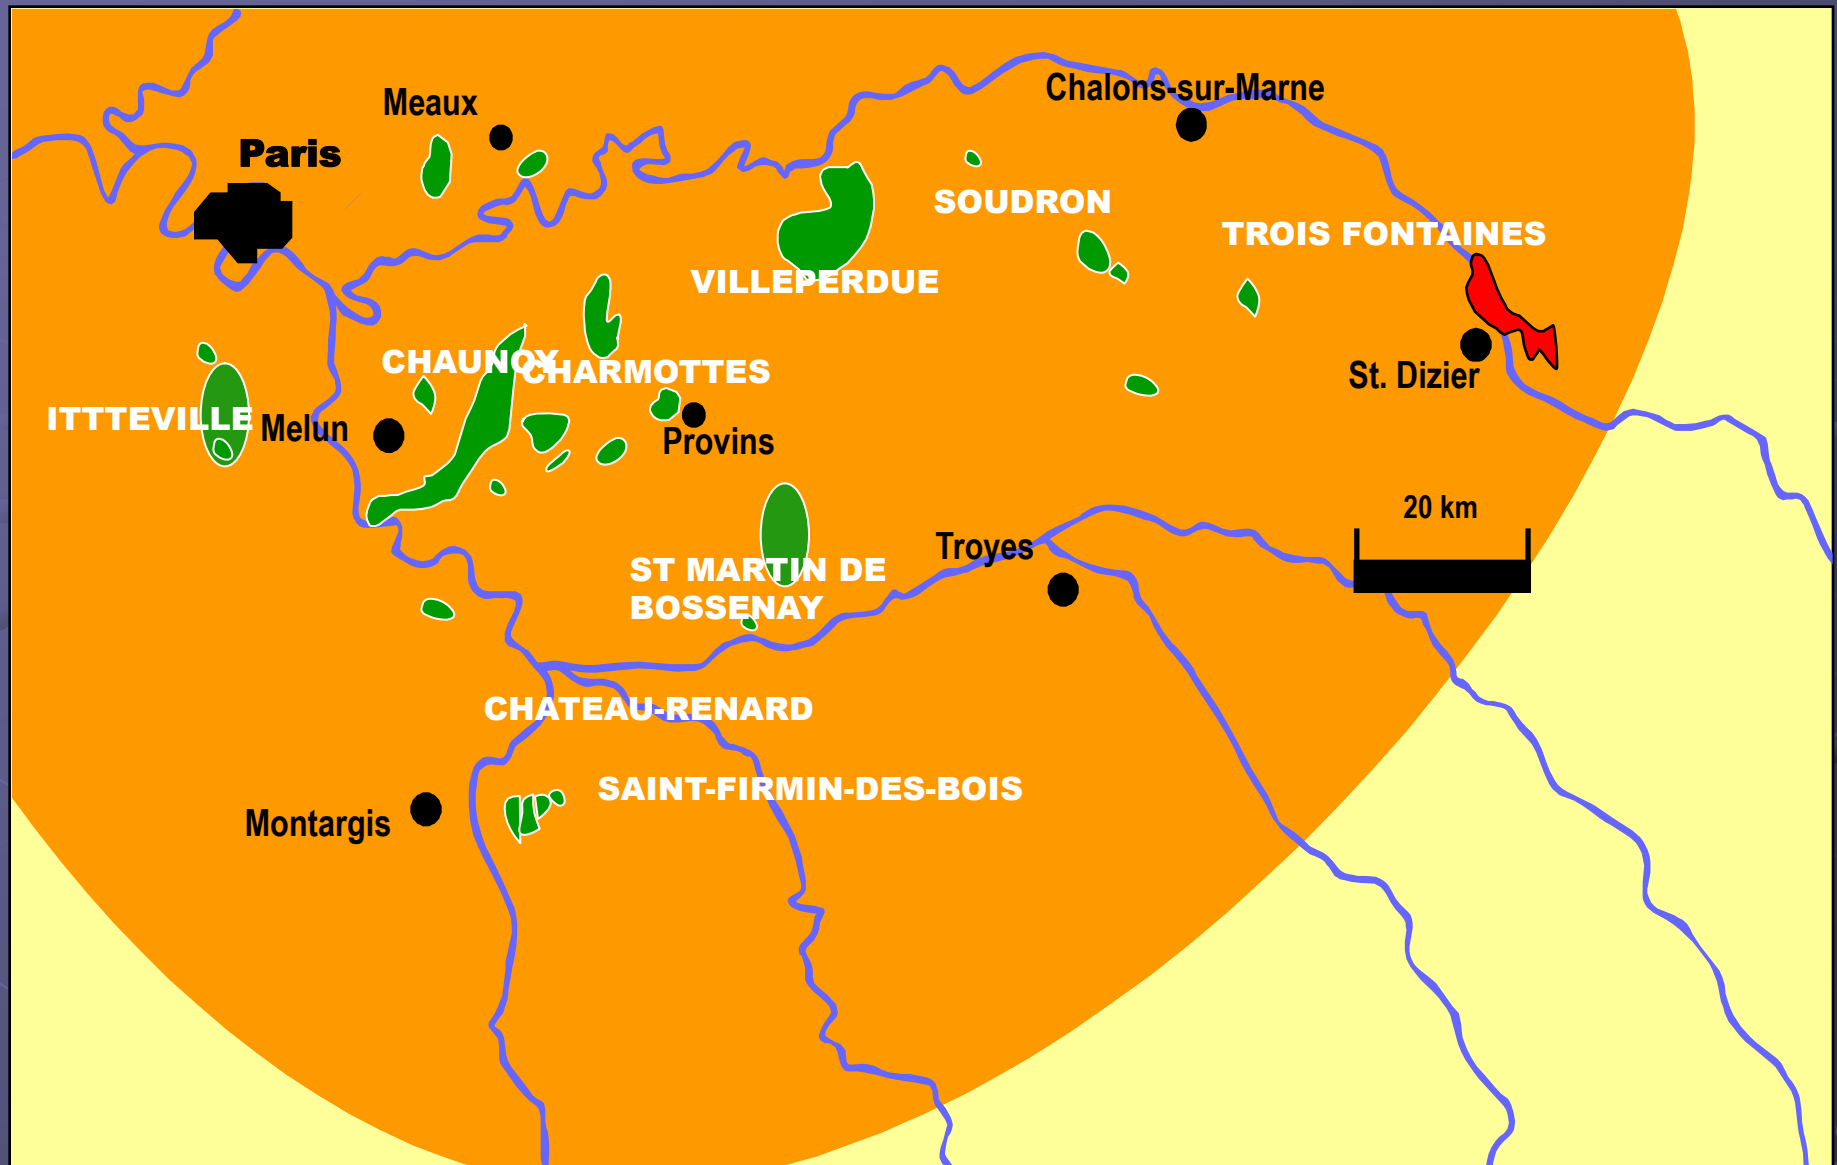 Meaux
Chalons-sur-Marne
Paris
SOUDRON
TROIS FONTAINES
VILLEPERDUE
CHAUNOY
CHARMOTTES
St. Dizier
ITTTEVILLE
Melun
Provins
20 km
Troyes
ST MARTIN DE
BOSSENAY
CHATEAU-RENARD
SAINT-FIRMIN-DES-BOIS
Montargis